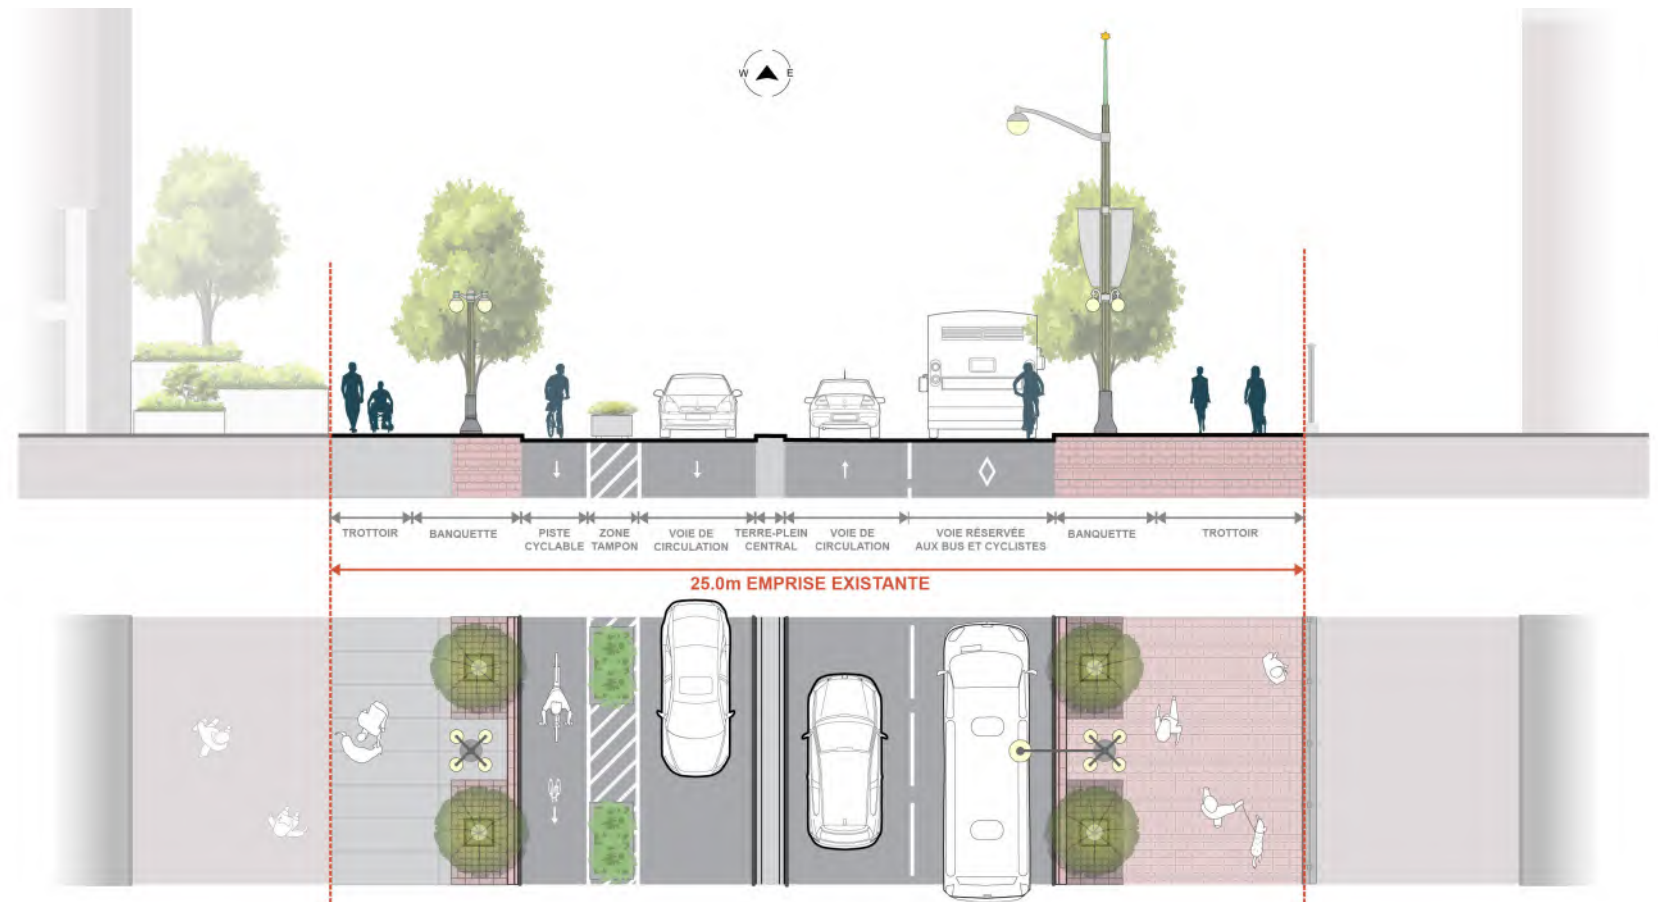 W E
TROTTOIR
BANQUETTE
PISTE
CYCLABLE
ZONE
TAMPON
VOIE DE
CIRCULATION
TERRE-PLEIN
CENTRAL
VOIE DE
CIRCULATION
VOIE RÉSERVÉE
AUX BUS ET CYCLISTES
BANQUETTE
TROTTOIR
25.0m EMPRISE EXISTANTE